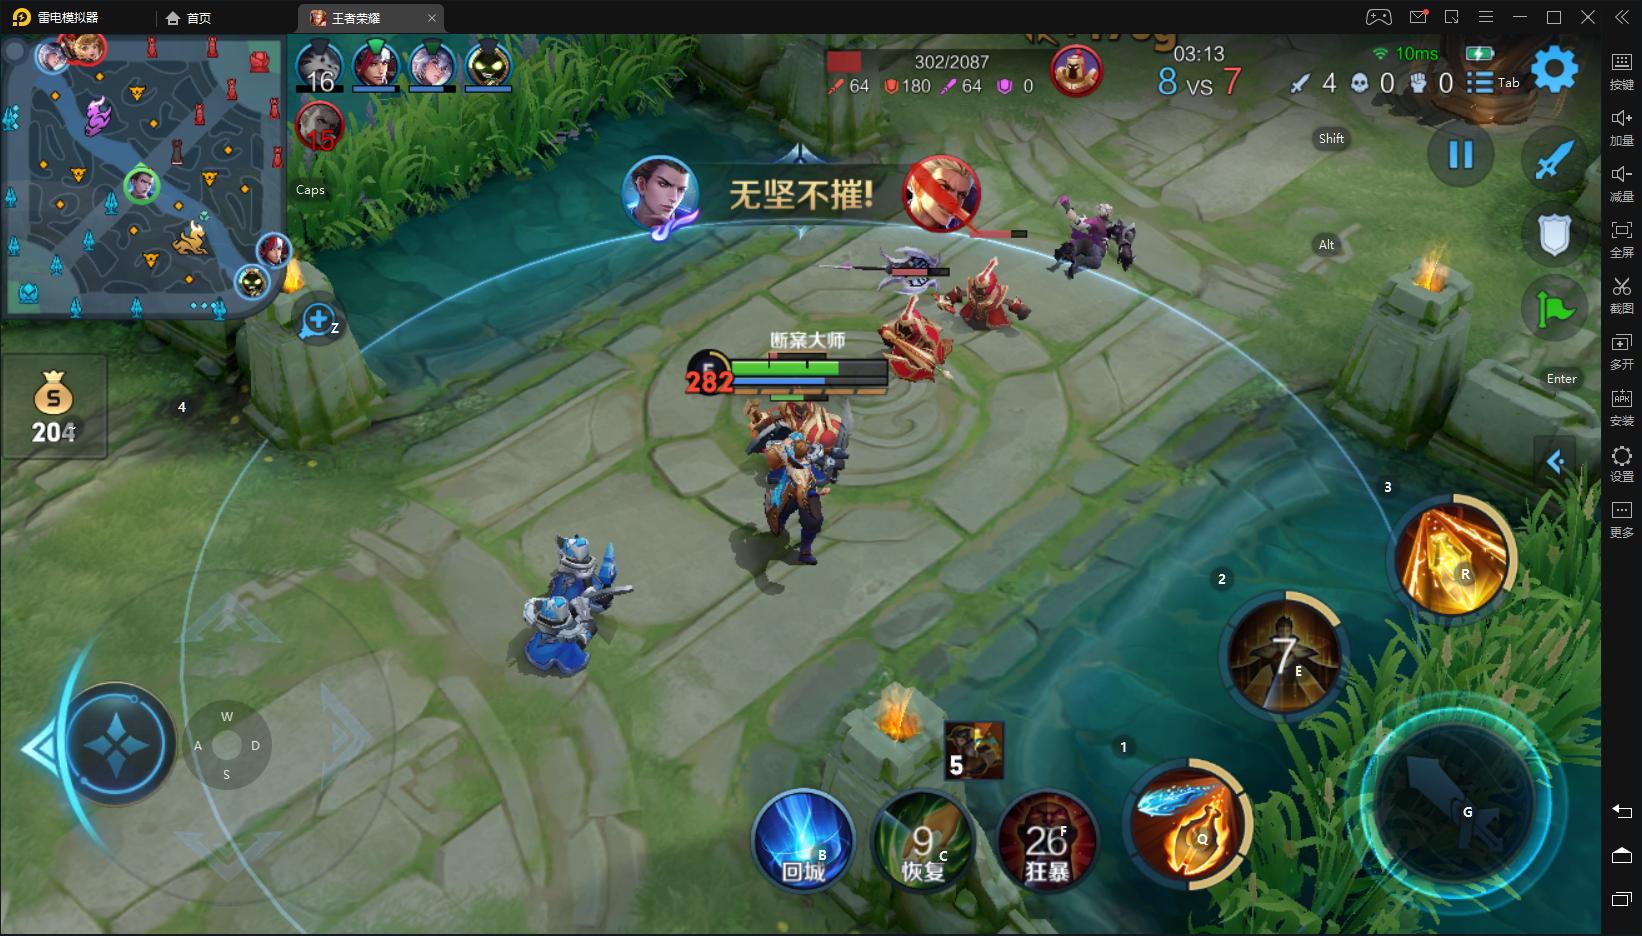 雷电模拟器
首页
王者荣耀
16
15
Caps
302/2087
64 180 64 0
03:13
8 VS 7
10ms
4 0 0 Tab
Shift
无坚不摧!
Alt
Z
断案大师
282
204
4
Enter
3
R
2
7 E
1
W
A D
S
5
B
回城
9 C
恢复
26 F
狂暴
Q
G
按键
加量
减量
全屏
截图
多开
APK
安装
设置
更多